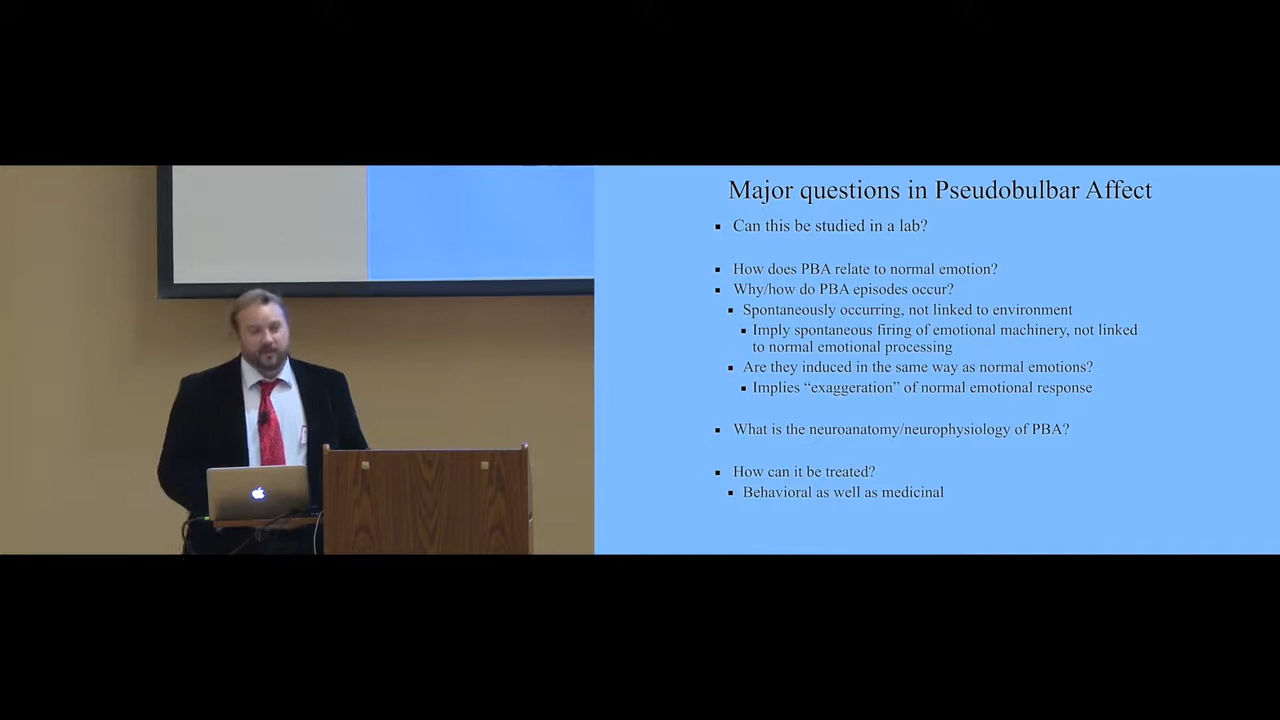 Major questions in Pseudobulbar Affect
Can this be studied in a lab?
How does PBA relate to normal emotion?
Why/how do PBA episodes occur?
Spontaneously occurring, not linked to environment
Imply spontaneous firing of emotional machinery, not linked
to normal emotional processing
Are they induced in the same way as normal emotions?
Implies “exaggeration” of normal emotional response
What is the neuroanatomy/neurophysiology of PBA?
How can it be treated?
Behavioral as well as medicinal